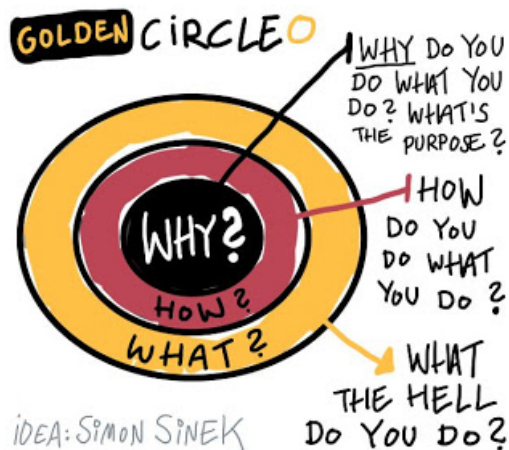 GOLDEN CiRCLE
WHY DO YOU
DO WHAT YOU
DO? WHAT'S
THE PURPOSE?
WHY?
HOW?
WHAT?
HOW
DO YOU
DO WHAT
YOU DO?
WHAT
THE HELL
DO YOU DO?
iDEA: SiMON SiNEK